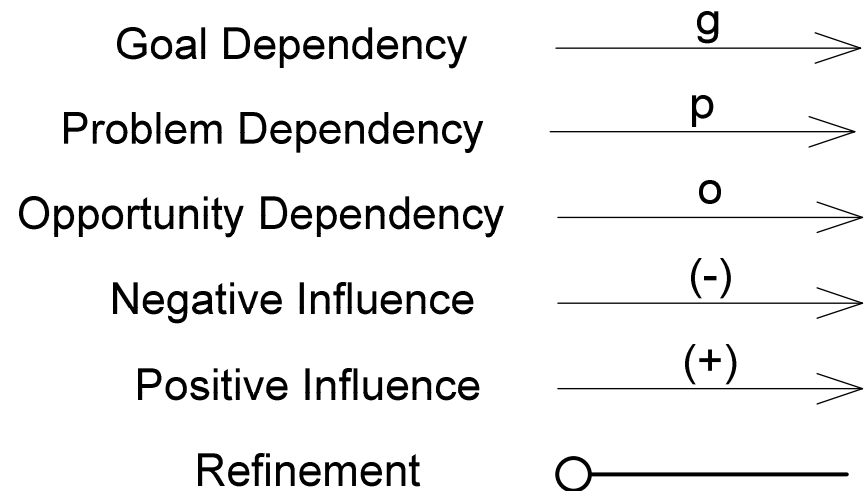 Goal Dependency g
Problem Dependency p
Opportunity Dependency o
Negative Influence (-)
Positive Influence (+)
Refinement